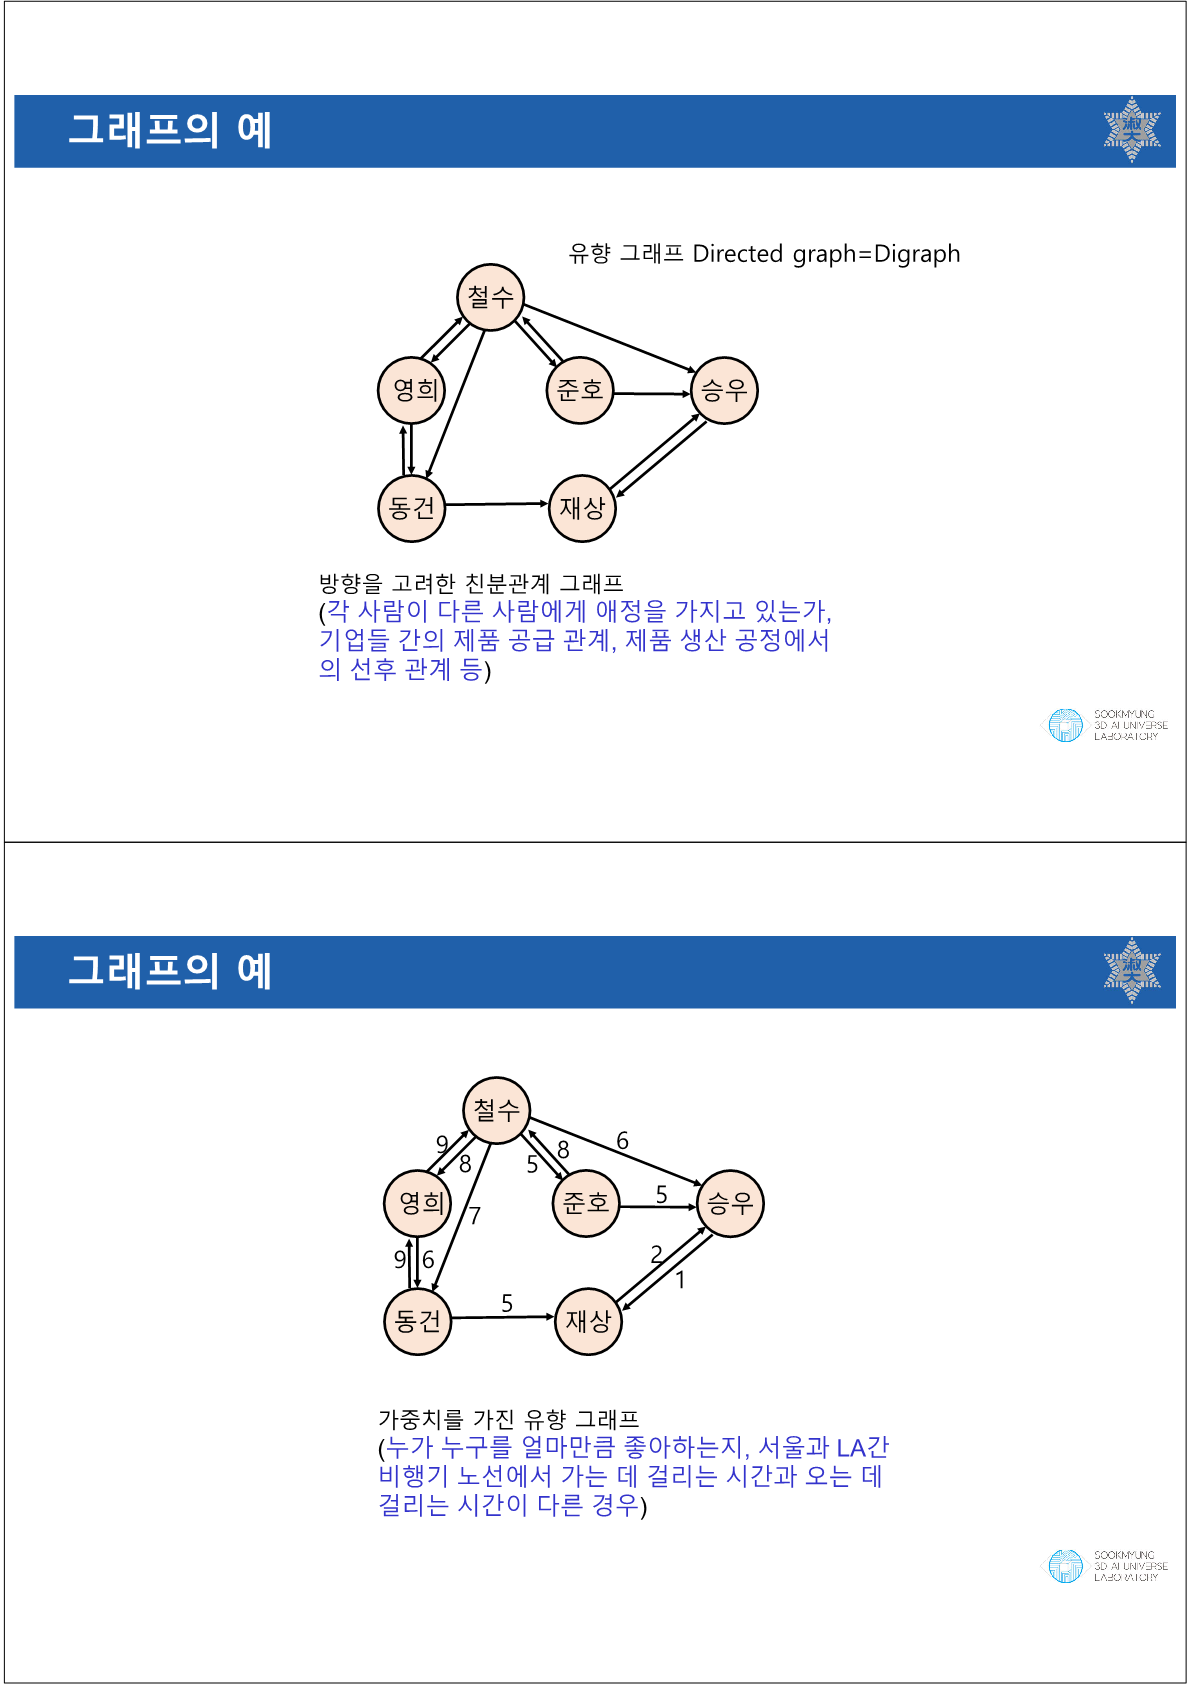 그래프의 예
유향 그래프 Directed graph=Digraph
철수
영희
준호
승우
동건
재상
방향을 고려한 친분관계 그래프
(각 사람이 다른 사람에게 애정을 가지고 있는가,
기업들 간의 제품 공급 관계, 제품 생산 공정에서
의 선후 관계 등)
SOOKMYUNG
3D AI UNIVERSE
LABORATORY
그래프의 예
철수
9
8
5
8
6
영희
준호
5
승우
7
9
6
2
1
동건
5
재상
가중치를 가진 유향 그래프
(누가 누구를 얼마만큼 좋아하는지, 서울과 LA간
비행기 노선에서 가는 데 걸리는 시간과 오는 데
걸리는 시간이 다른 경우)
SOOKMYUNG
3D AI UNIVERSE
LABORATORY